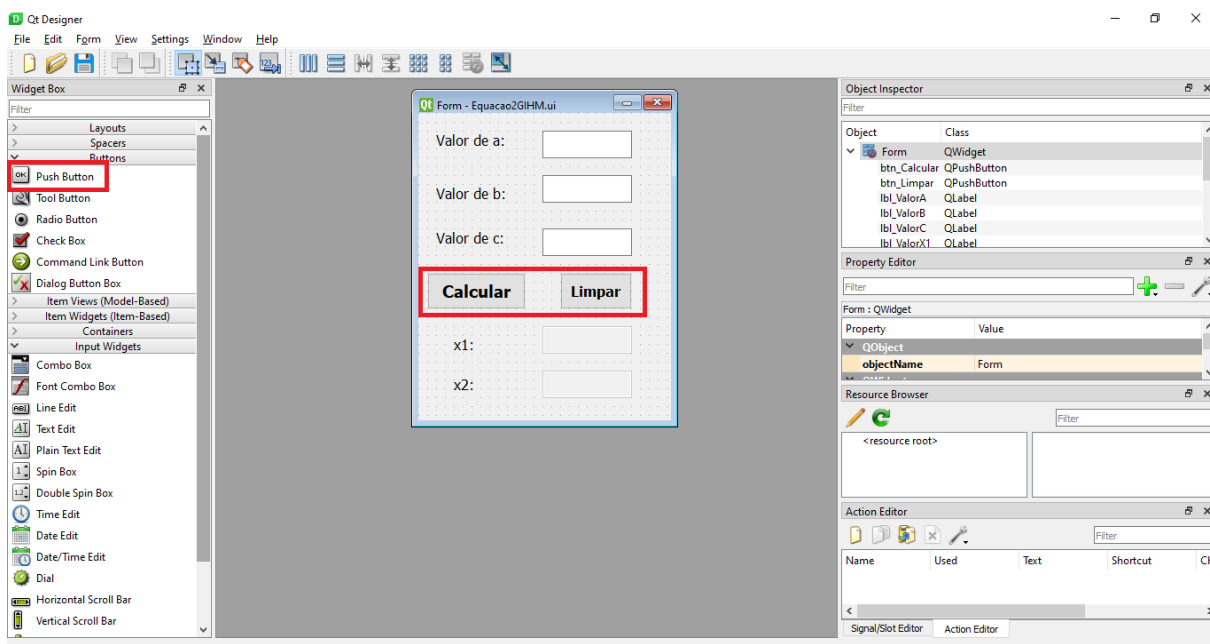 Qt Designer
File Edit Form View Settings Window Help
Widget Box
Filter
Layouts
Spacers
Buttons
OK Push Button
Tool Button
Radio Button
Check Box
Command Link Button
Dialog Button Box
Item Views (Model-Based)
Item Widgets (Item-Based)
Containers
Input Widgets
Combo Box
Font Combo Box
Line Edit
Text Edit
Plain Text Edit
Spin Box
Double Spin Box
Time Edit
Date Edit
Date/Time Edit
Dial
Horizontal Scroll Bar
Vertical Scroll Bar
Form - Equacao2GIHM.ui
Valor de a:
Valor de b:
Valor de c:
Calcular Limpar
x1:
x2:
Object Inspector
Filter
Object Class
Form QWidget
btn_Calcular QPushButton
btn_Limpar QPushButton
lbl_ValorA QLabel
lbl_ValorB QLabel
lbl_ValorC QLabel
lbl_ValorX1 QLabel
Property Editor
Filter
Form : QWidget
Property Value
QObject
objectName Form
QWidget
Resource Browser
Filter
<resource root>
Action Editor
Filter
Name Used Text Shortcut
Signal/Slot Editor Action Editor